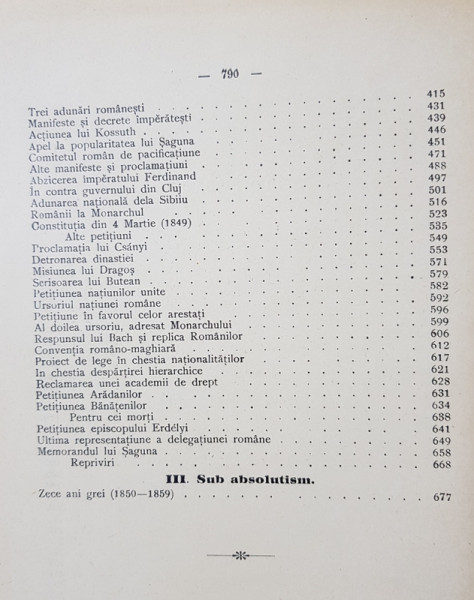 — 790 —
Trei adunări românești 415
Manifeste și decrete împărătești 431
Acțiunea lui Kossuth 439
Apel la popularitatea lui Șaguna 446
Comitetul român de pacificațiune 451
Alte manifeste și proclamațiuni 471
Abzicerea împăratului Ferdinand 488
In contra guvernului din Cluj 497
Adunarea națională dela Sibiiu 501
Românii la Monarchul 516
Constituția din 4 Martie (1849) 523
Alte petițiuni 535
Proclamația lui Csányi 549
Detronarea dinastiei 553
Misiunea lui Dragoș 571
Scrisoarea lui Butean 579
Petițiunea națiunilor unite 582
Ursoriul națiunei române 592
Petițiune în favorul celor arestați 596
Al doilea ursoriu, adresat Monarchului 599
Respunsul lui Bach și replica Românilor 606
Convenția româno-maghiară 612
Proiect de lege în chestia naționalităților 617
In chestia despărțirei hierarchice 621
Reclamarea unei academii de drept 628
Petițiunea Arădanilor 631
Petițiunea Bănățenilor 634
Pentru cei morți 638
Petițiunea episcopului Erdélyi 641
Ultima representațiune a delegațiunei române 649
Memorandul lui Șaguna 658
Repriviri 668
III. Sub absolutism.
Zece ani grei (1850—1859) 677